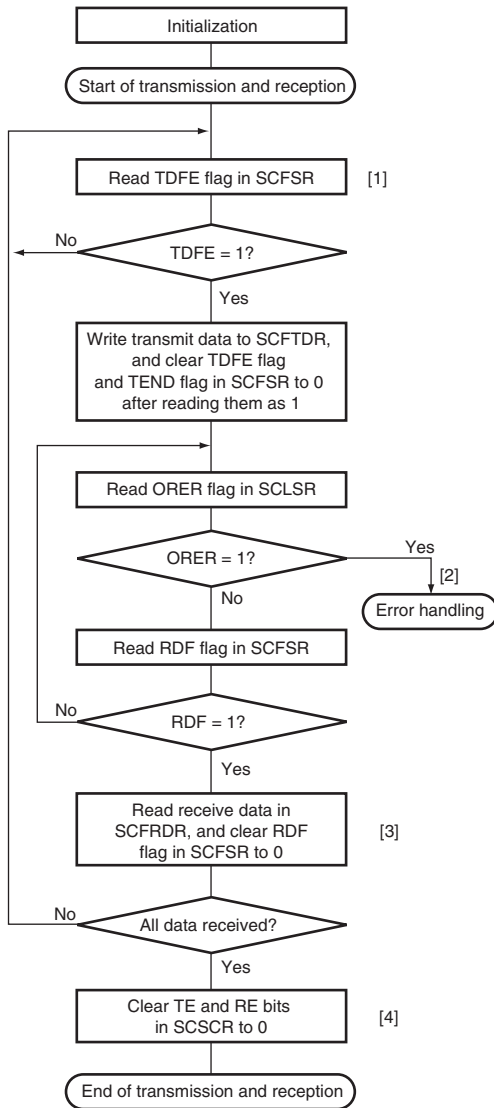 Initialization
Start of transmission and reception
Read TDFE flag in SCFSR
[1]
No
TDFE = 1?
Yes
Write transmit data to SCFTDR,
and clear TDFE flag
and TEND flag in SCFSR to 0
after reading them as 1
Read ORER flag in SCLSR
ORER = 1?
Yes
[2]
Error handling
No
Read RDF flag in SCFSR
No
RDF = 1?
Yes
Read receive data in
SCFRDR, and clear RDF
flag in SCFSR to 0
[3]
No
All data received?
Yes
Clear TE and RE bits
in SCSCR to 0
[4]
End of transmission and reception